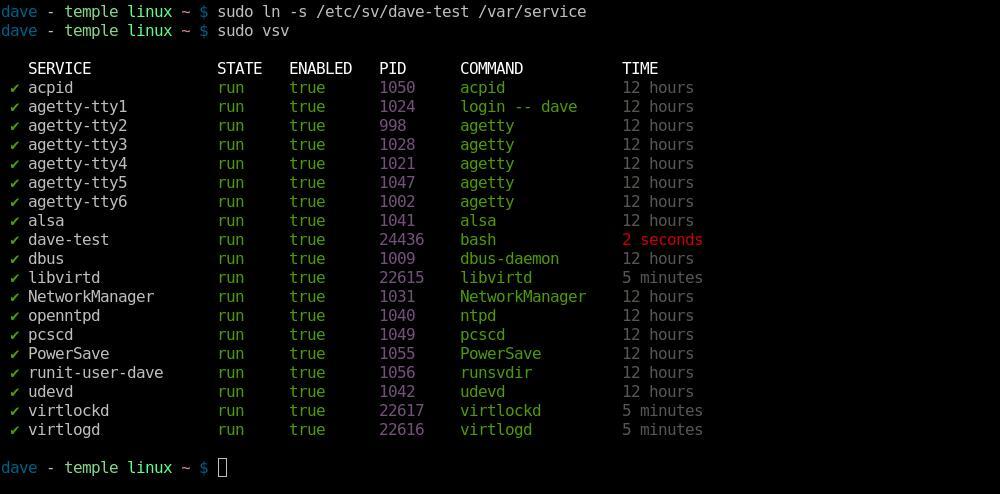 dave - temple linux ~ $ sudo ln -s /etc/sv/dave-test /var/service
dave - temple linux ~ $ sudo vsv
SERVICE STATE ENABLED PID COMMAND TIME
✔ acpid run true 1050 acpid 12 hours
✔ agetty-tty1 run true 1024 login -- dave 12 hours
✔ agetty-tty2 run true 998 agetty 12 hours
✔ agetty-tty3 run true 1028 agetty 12 hours
✔ agetty-tty4 run true 1021 agetty 12 hours
✔ agetty-tty5 run true 1047 agetty 12 hours
✔ agetty-tty6 run true 1002 agetty 12 hours
✔ alsa run true 1041 alsa 12 hours
✔ dave-test run true 24436 bash 2 seconds
✔ dbus run true 1009 dbus-daemon 12 hours
✔ libvirtd run true 22615 libvirtd 5 minutes
✔ NetworkManager run true 1031 NetworkManager 12 hours
✔ openntpd run true 1040 ntpd 12 hours
✔ pcscd run true 1049 pcscd 12 hours
✔ PowerSave run true 1055 PowerSave 12 hours
✔ runit-user-dave run true 1056 runsvdir 12 hours
✔ udevd run true 1042 udevd 12 hours
✔ virtlockd run true 22617 virtlockd 5 minutes
✔ virtlogd run true 22616 virtlogd 5 minutes
dave - temple linux ~ $